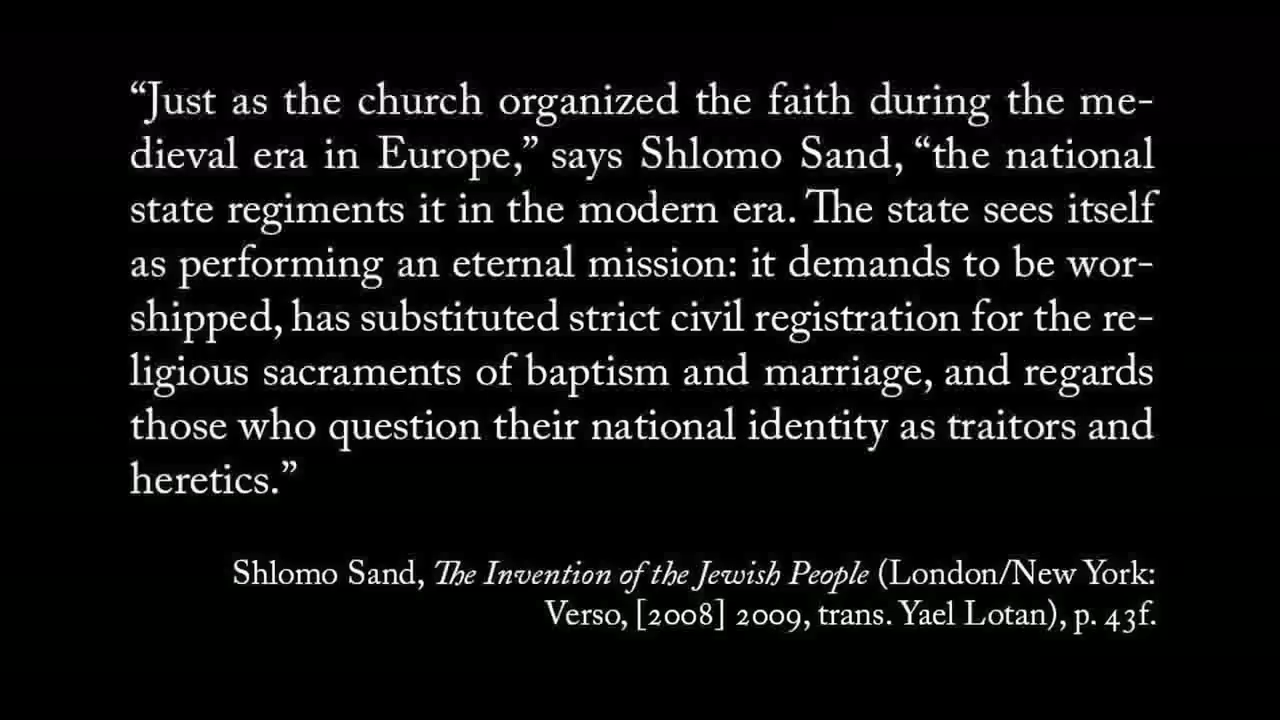 “Just as the church organized the faith during the me-
dieval era in Europe,” says Shlomo Sand, “the national
state regiments it in the modern era. The state sees itself
as performing an eternal mission: it demands to be wor-
shipped, has substituted strict civil registration for the re-
ligious sacraments of baptism and marriage, and regards
those who question their national identity as traitors and
heretics.”
Shlomo Sand, The Invention of the Jewish People (London/New York:
Verso, [2008] 2009, trans. Yael Lotan), p. 43f.